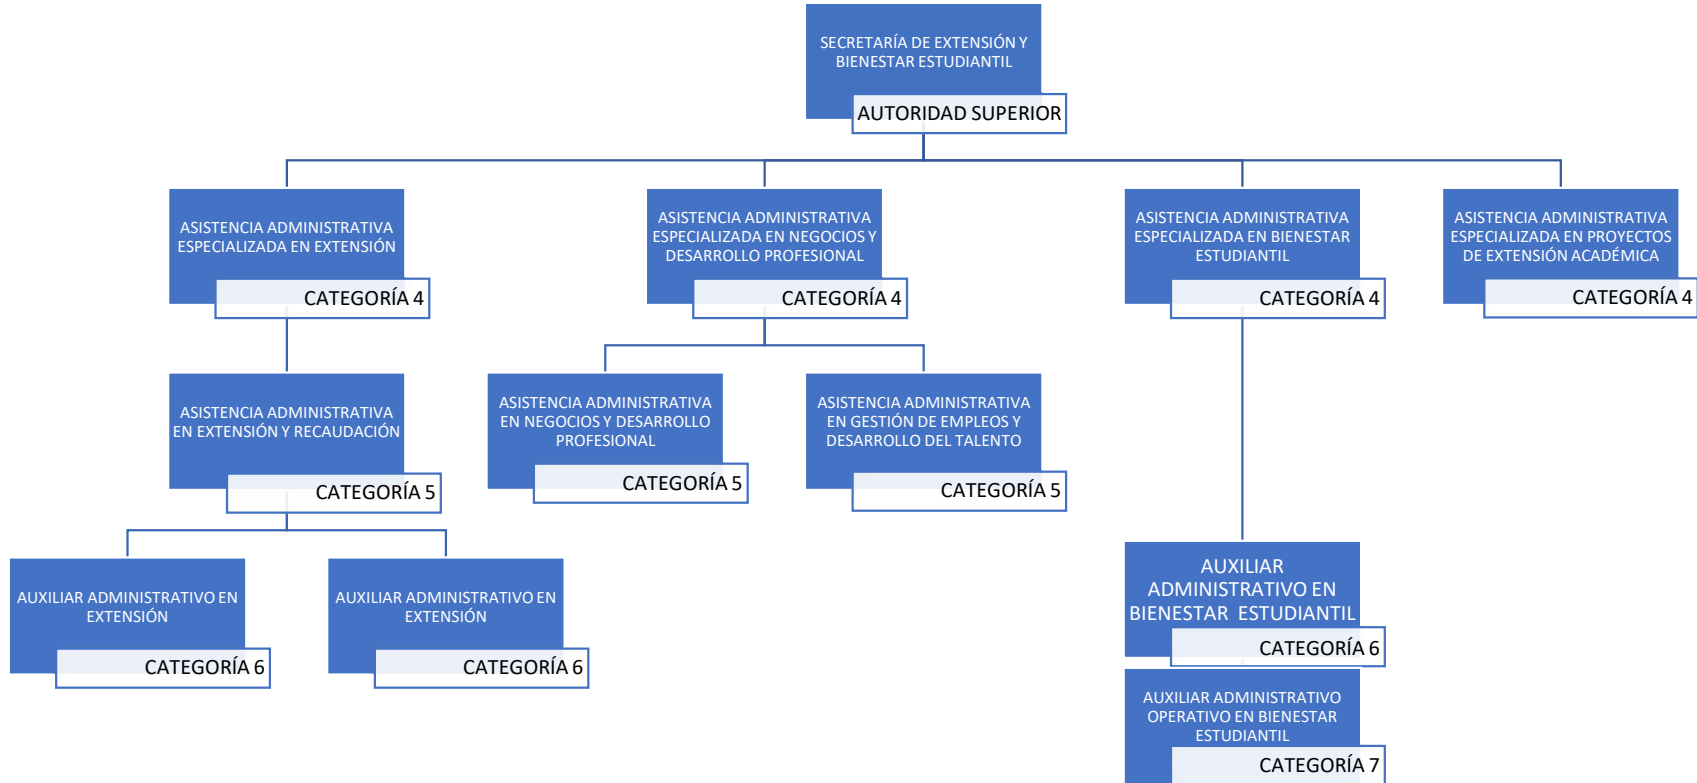 SECRETARÍA DE EXTENSIÓN Y
BIENESTAR ESTUDIANTIL
AUTORIDAD SUPERIOR
ASISTENCIA ADMINISTRATIVA
ESPECIALIZADA EN EXTENSIÓN
CATEGORÍA 4
ASISTENCIA ADMINISTRATIVA
ESPECIALIZADA EN NEGOCIOS Y
DESARROLLO PROFESIONAL
CATEGORÍA 4
ASISTENCIA ADMINISTRATIVA
ESPECIALIZADA EN BIENESTAR
ESTUDIANTIL
CATEGORÍA 4
ASISTENCIA ADMINISTRATIVA
ESPECIALIZADA EN PROYECTOS
DE EXTENSIÓN ACADÉMICA
CATEGORÍA 4
ASISTENCIA ADMINISTRATIVA
EN EXTENSIÓN Y RECAUDACIÓN
CATEGORÍA 5
ASISTENCIA ADMINISTRATIVA
EN NEGOCIOS Y DESARROLLO
PROFESIONAL
CATEGORÍA 5
ASISTENCIA ADMINISTRATIVA
EN GESTIÓN DE EMPLEOS Y
DESARROLLO DEL TALENTO
CATEGORÍA 5
AUXILIAR ADMINISTRATIVO EN
EXTENSIÓN
CATEGORÍA 6
AUXILIAR ADMINISTRATIVO EN
EXTENSIÓN
CATEGORÍA 6
AUXILIAR
ADMINISTRATIVO EN
BIENESTAR ESTUDIANTIL
CATEGORÍA 6
AUXILIAR ADMINISTRATIVO
OPERATIVO EN BIENESTAR
ESTUDIANTIL
CATEGORÍA 7